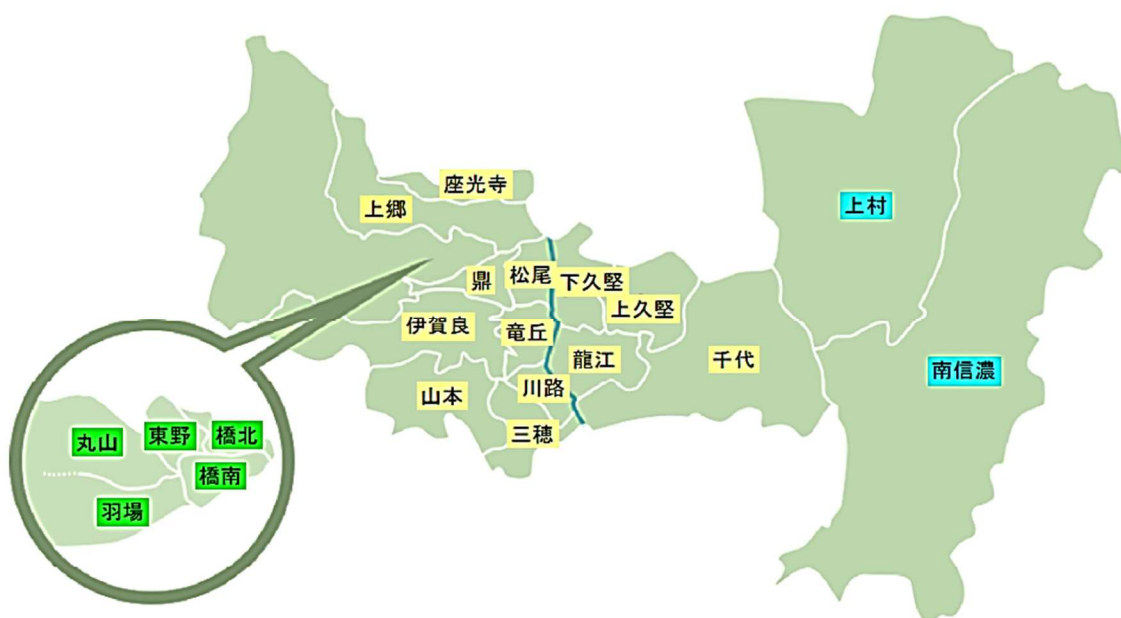 座光寺
上郷
上村
鼎
松尾
下久堅
上久堅
伊賀良
竜丘
龍江
千代
南信濃
山本
川路
三穂
丸山
東野
橋北
橋南
羽場